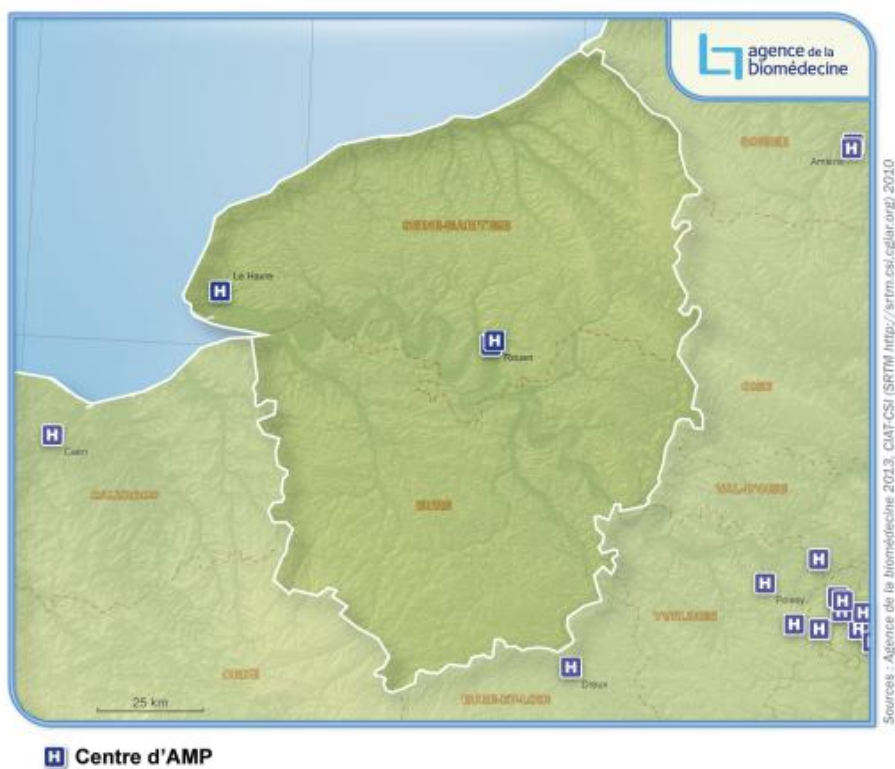 agence de la
biomédecine
SOMME
Amiens
SEINE-MARITIME
Le Havre
Rouen
OISE
Caen
CALVADOS
EURE
VAL-D'OISE
Poissy
YVELINES
ORNE
Dreux
EURE-ET-LOIR
25 km
Sources : Agence de la biomédecine 2013, CIAT-CSI (SRTM http://srtm.csi.cgiar.org) 2010
H Centre d'AMP